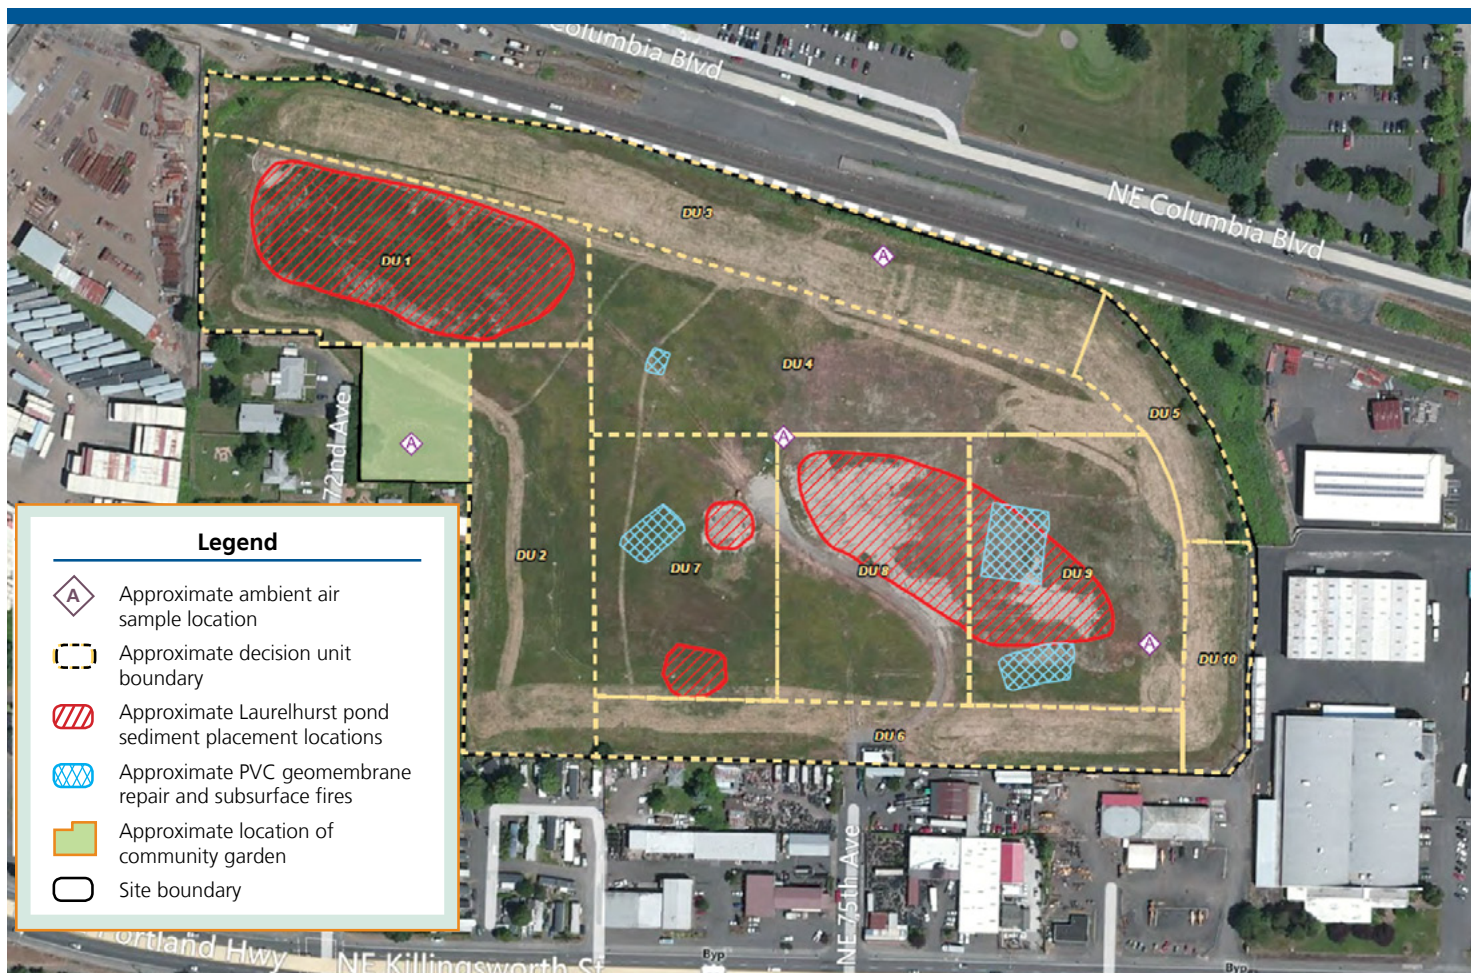 Columbia Blvd
NE Columbia Blvd
DU 3
A
DU 1
DU 4
DU 5
A
A
72nd Ave
DU 2
DU 7
DU 8
DU 9
A
DU 10
DU 6
Legend
A
Approximate ambient air
sample location
Approximate decision unit
boundary
Approximate Laurelhurst pond
sediment placement locations
Approximate PVC geomembrane
repair and subsurface fires
Approximate location of
community garden
Site boundary
NE 75th Ave
Portland Hwy
NE Killingsworth St
Byp
Byp